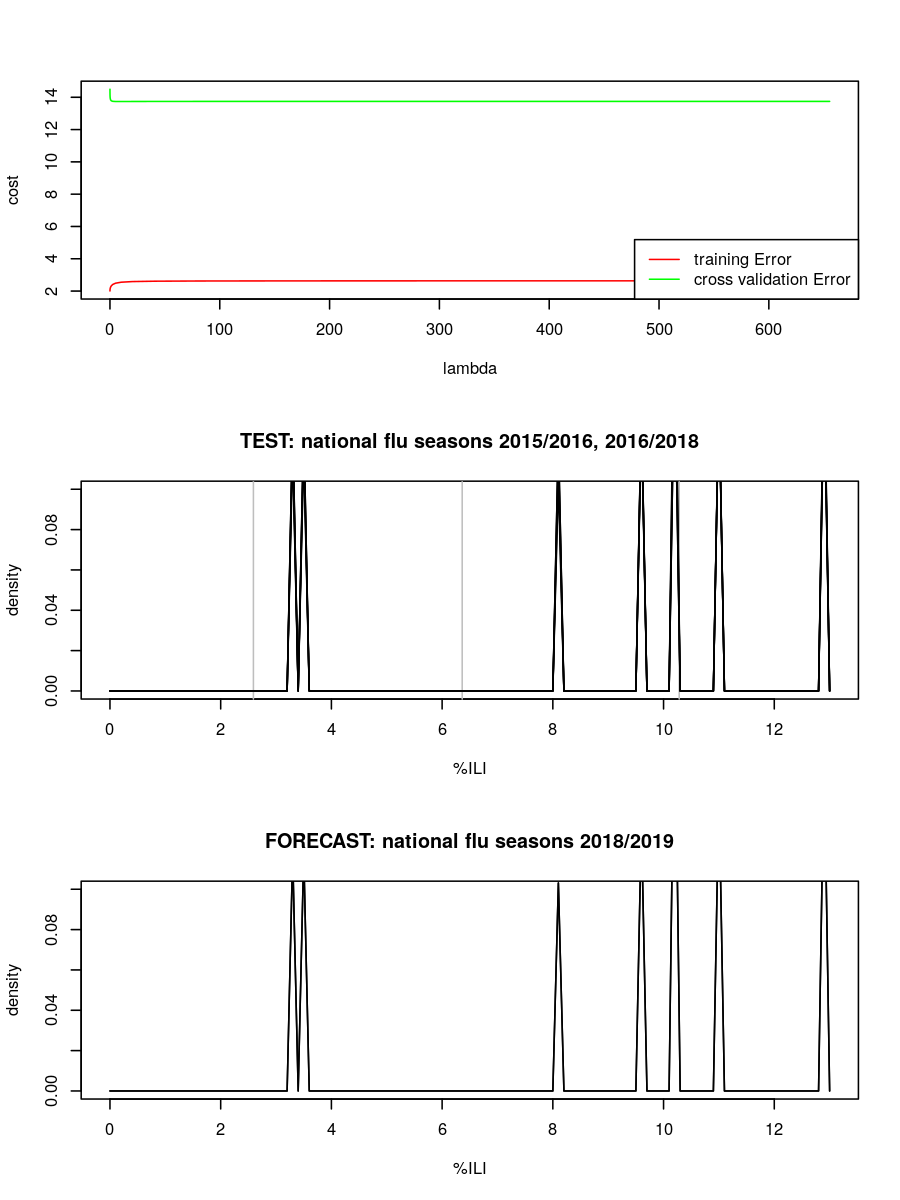 14
12
10
8
6
4
2
cost
training Error
cross validation Error
0 100 200 300 400 500 600
lambda
TEST: national flu seasons 2015/2016, 2016/2018
0.08
0.04
0.00
density
0 2 4 6 8 10 12
%ILI
FORECAST: national flu seasons 2018/2019
0.08
0.04
0.00
density
0 2 4 6 8 10 12
%ILI